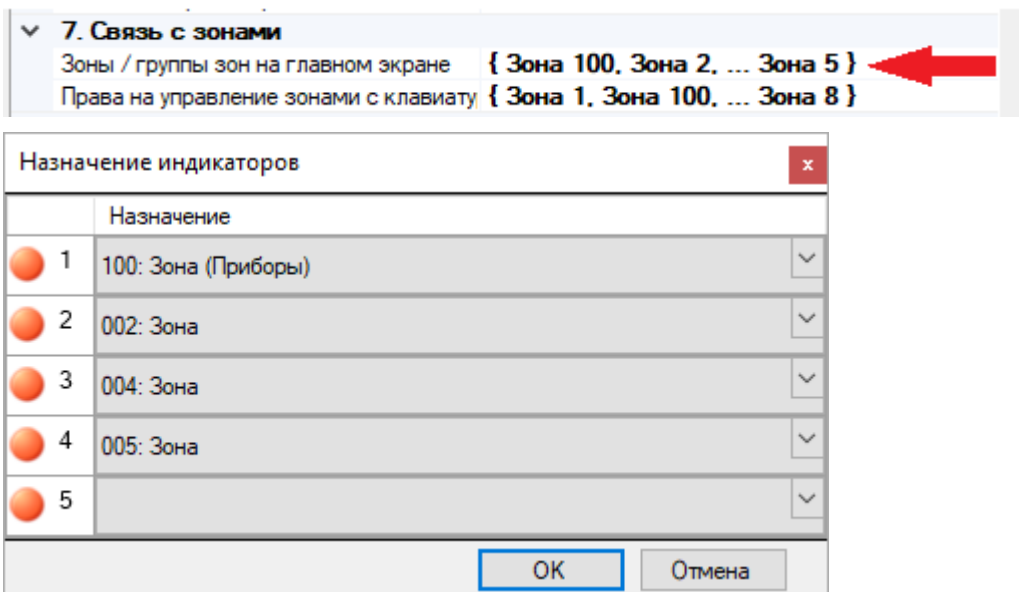 7. Связь с зонами
Зоны / группы зон на главном экране { Зона 100, Зона 2, ... Зона 5 }
Права на управление зонами с клавиату { Зона 1, Зона 100, ... Зона 8 }
Назначение индикаторов x
Назначение
1 100: Зона (Приборы)
2 002: Зона
3 004: Зона
4 005: Зона
5
OK Отмена